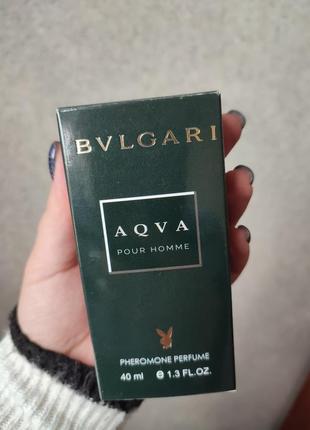 BVLGARI
AQVA
POUR HOMME
PHEROMONE PERFUME
40 ml ℮ 1.3 FL.OZ.